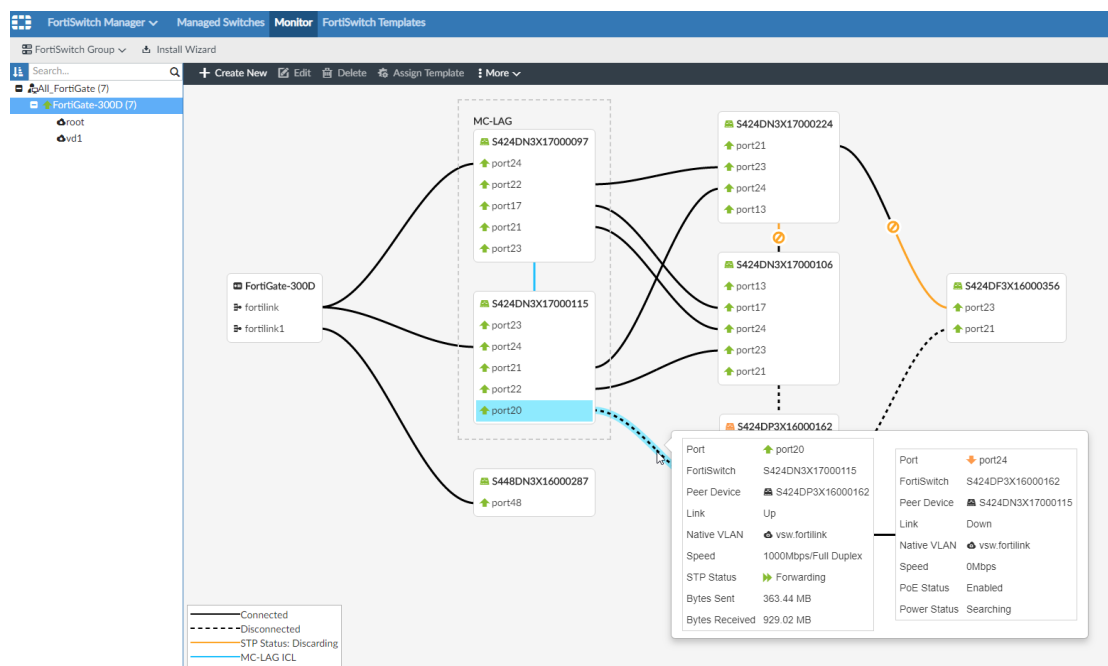 FortiSwitch Manager Managed Switches Monitor FortiSwitch Templates
FortiSwitch Group Install Wizard
Search... + Create New Edit Delete Assign Template More
All_FortiGate (7)
FortiGate-300D (7)
root
vd1
MC-LAG
S424DN3X17000097
port24
port22
port17
port21
port23
S424DN3X17000224
port21
port23
port24
port13
S424DN3X17000106
port13
port17
port24
port23
port21
FortiGate-300D
fortilink
fortilink1
S424DN3X17000115
port23
port24
port21
port22
port20
S424DF3X16000356
port23
port21
S424DP3X16000162
S448DN3X16000287
port48
Port port20
FortiSwitch S424DN3X17000115
Peer Device S424DP3X16000162
Link Up
Native VLAN vsw.fortilink
Speed 1000Mbps/Full Duplex
STP Status Forwarding
Bytes Sent 363.44 MB
Bytes Received 929.02 MB
Port port24
FortiSwitch S424DP3X16000162
Peer Device S424DN3X17000115
Link Down
Native VLAN vsw.fortilink
Speed 0Mbps
PoE Status Enabled
Power Status Searching
Connected
Disconnected
STP Status: Discarding
MC-LAG ICL